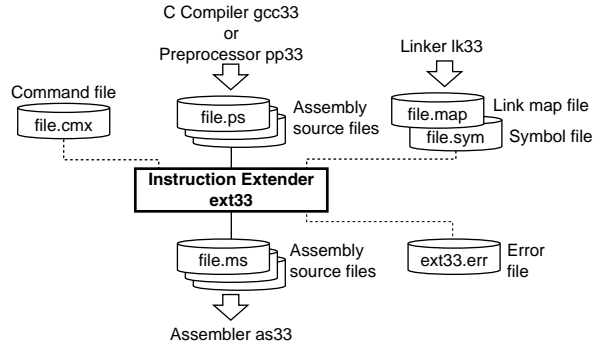 C Compiler gcc33
or
Preprocessor pp33
Linker lk33
Command file
file.cmx
file.ps
Assembly
source files
file.map
Link map file
file.sym
Symbol file
Instruction Extender
ext33
file.ms
Assembly
source files
ext33.err
Error
file
Assembler as33